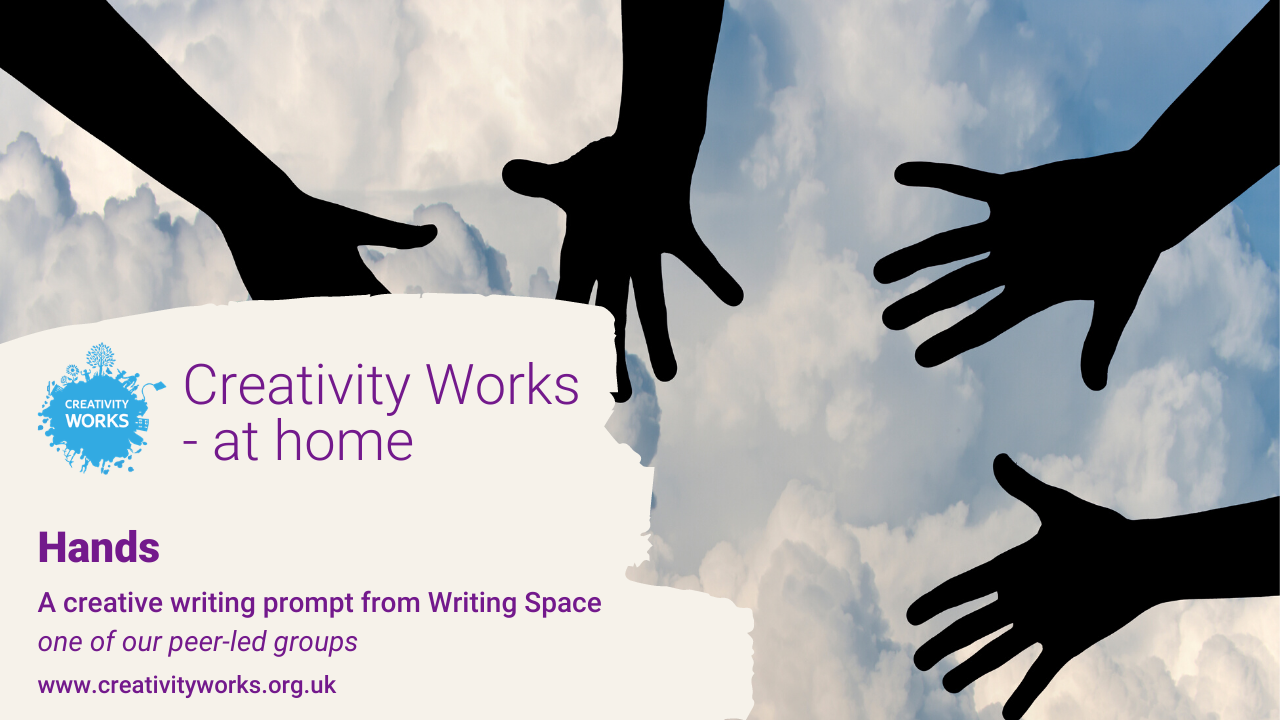 CREATIVITY
WORKS
Creativity Works
- at home
Hands
A creative writing prompt from Writing Space
one of our peer-led groups
www.creativityworks.org.uk